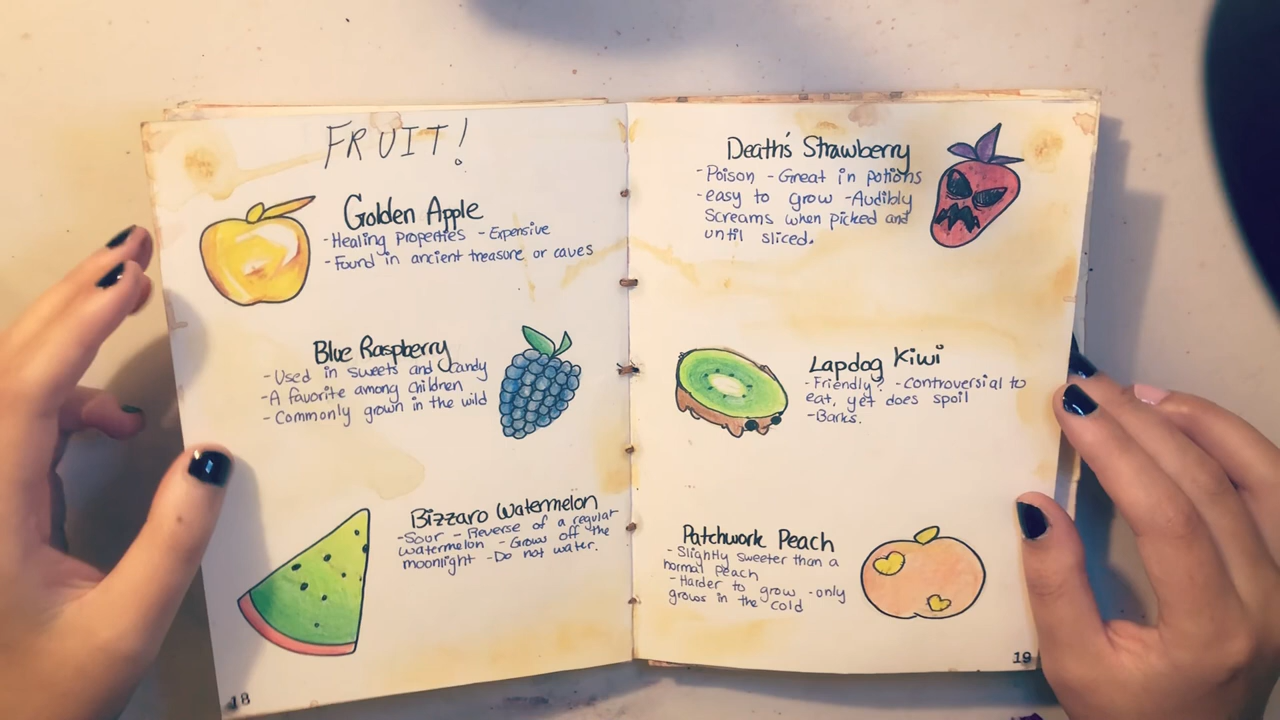 FRUIT!
Golden Apple
-Healing Properties -Expensive
-Found in ancient treasure or caves
Blue Raspberry
-Used in sweets and candy
-A favorite among children
-Commonly grown in the wild
Bizzaro Watermelon
-Sour -Reverse of a regular
watermelon -Grows off the
moonlight -Do not water.
18
Death's Strawberry
-Poison -Great in potions
-easy to grow -Audibly
screams when picked and
until sliced.
Lapdog Kiwi
-Friendly? -controversial to
eat, yet does spoil
-Barks.
Patchwork Peach
-Slightly sweeter than a
normal peach
-Harder to grow -only
grows in the cold
19